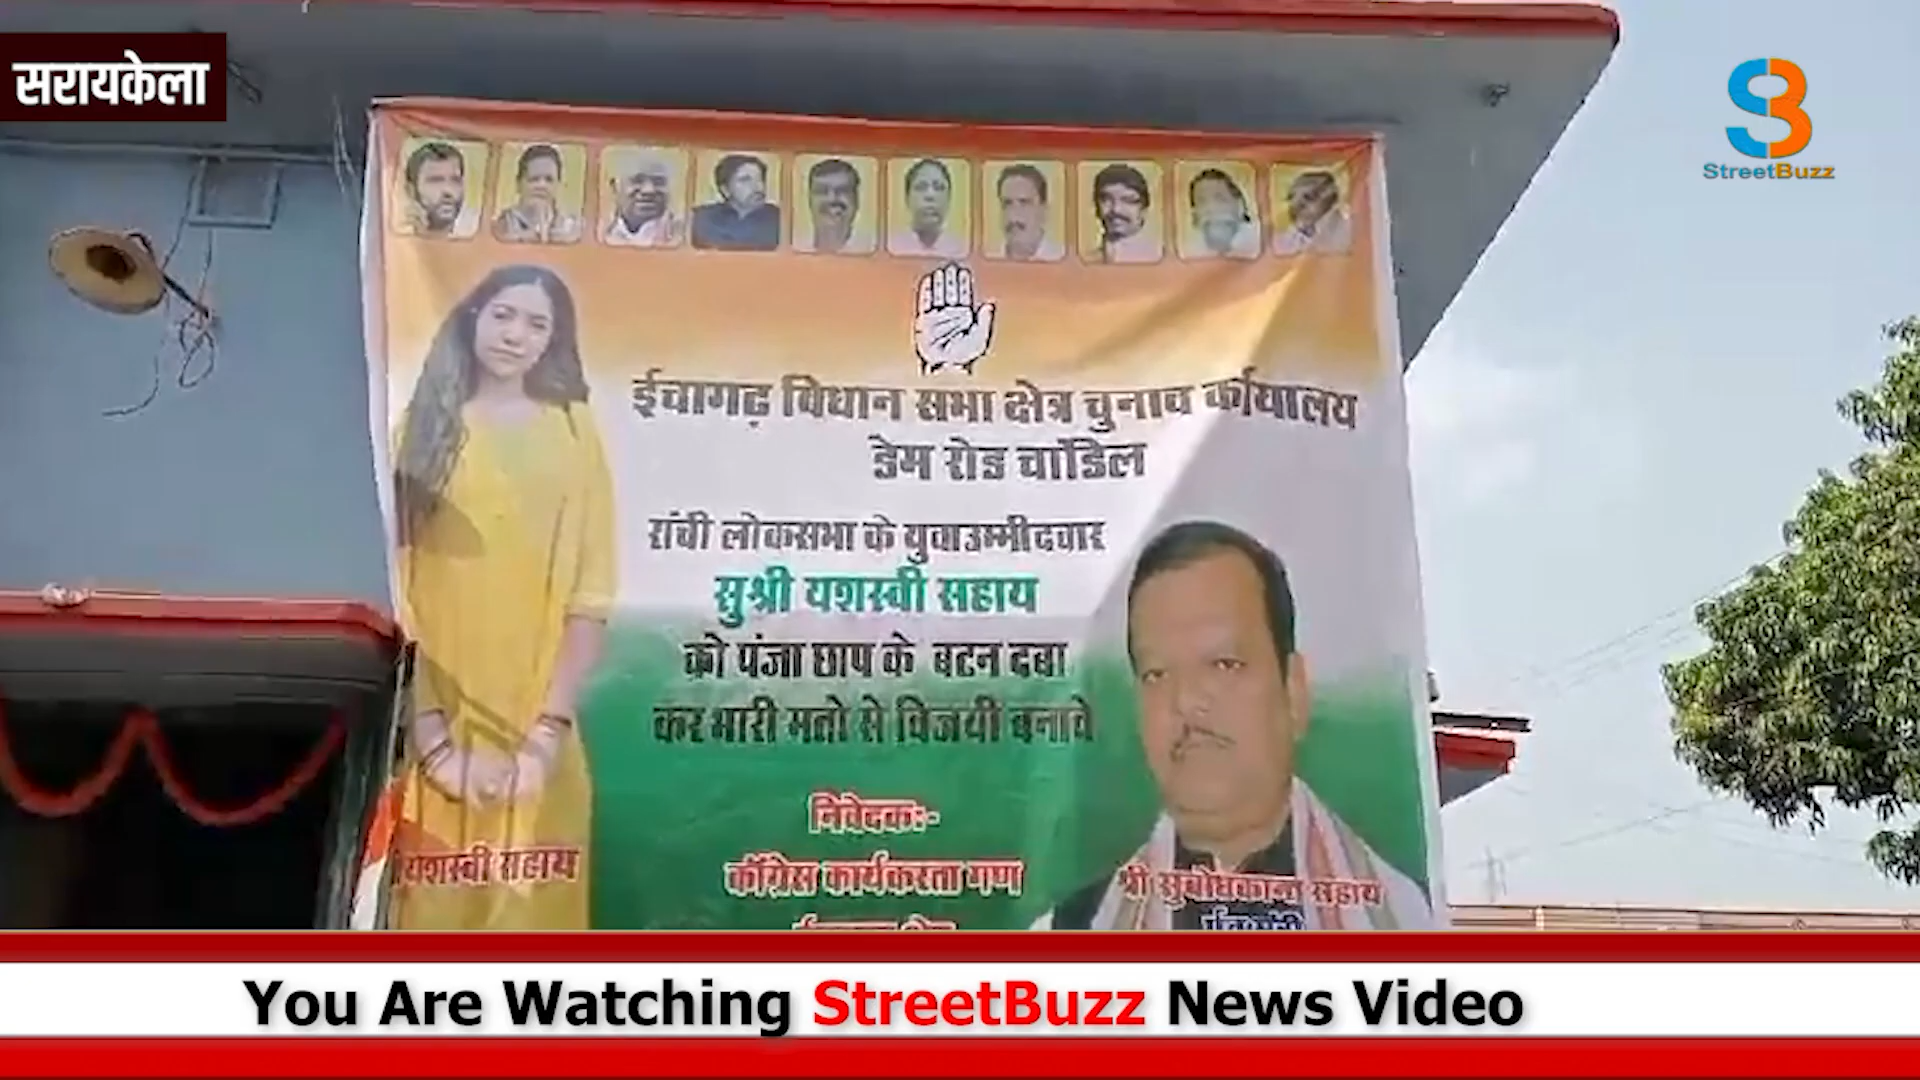 सरायकेला
StreetBuzz
ईचागढ़ विधान सभा क्षेत्र चुनाव र्कायालय
डेम रोड चांडिल
रांची लोकसभा के युवाउम्मीदवार
सुश्री यशस्वी सहाय
को पंजा छाप के बटन दबा
कर भारी मतो से विजयी बनावे
निवेदकः-
काँग्रेस कार्यकरता गण
यशस्वी सहाय
श्री सुबोधकान्त सहाय
You Are Watching StreetBuzz News Video